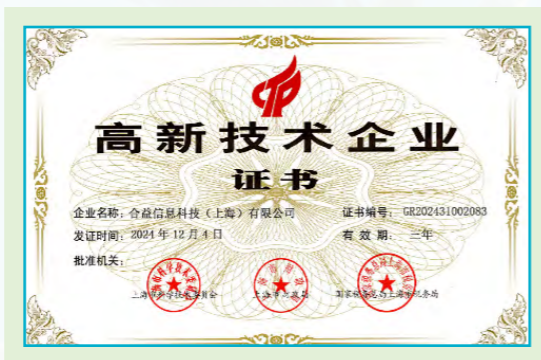 高新技术企业
证书
企业名称：合益信息科技（上海）有限公司
证书编号：GR202431002083
发证时间：2024年12月4日
有效期：三年
批准机关：
上海市科学技术委员会
上海市财政局
国家税务总局上海市税务局